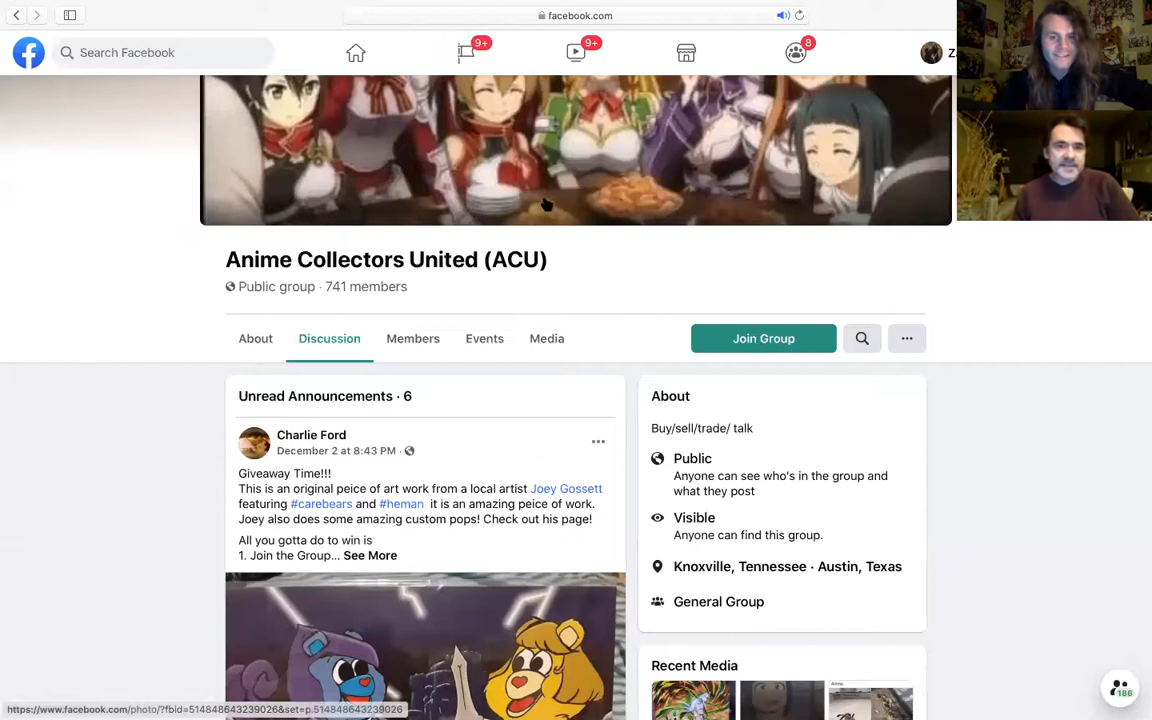 facebook.com
Search Facebook
9+
9+
8
Z
Anime Collectors United (ACU)
Public group · 741 members
About
Discussion
Members
Events
Media
Join Group
Unread Announcements · 6
Charlie Ford
December 2 at 8:43 PM ·
Giveaway Time!!!
This is an original peice of art work from a local artist Joey Gossett
featuring #carebears and #heman it is an amazing peice of work.
Joey also does some amazing custom pops! Check out his page!
All you gotta do to win is
1. Join the Group... See More
About
Buy/sell/trade/ talk
Public
Anyone can see who's in the group and
what they post
Visible
Anyone can find this group.
Knoxville, Tennessee · Austin, Texas
General Group
Recent Media
186
https://www.facebook.com/photo/?fbid=514848643239026&set=p.514848643239026